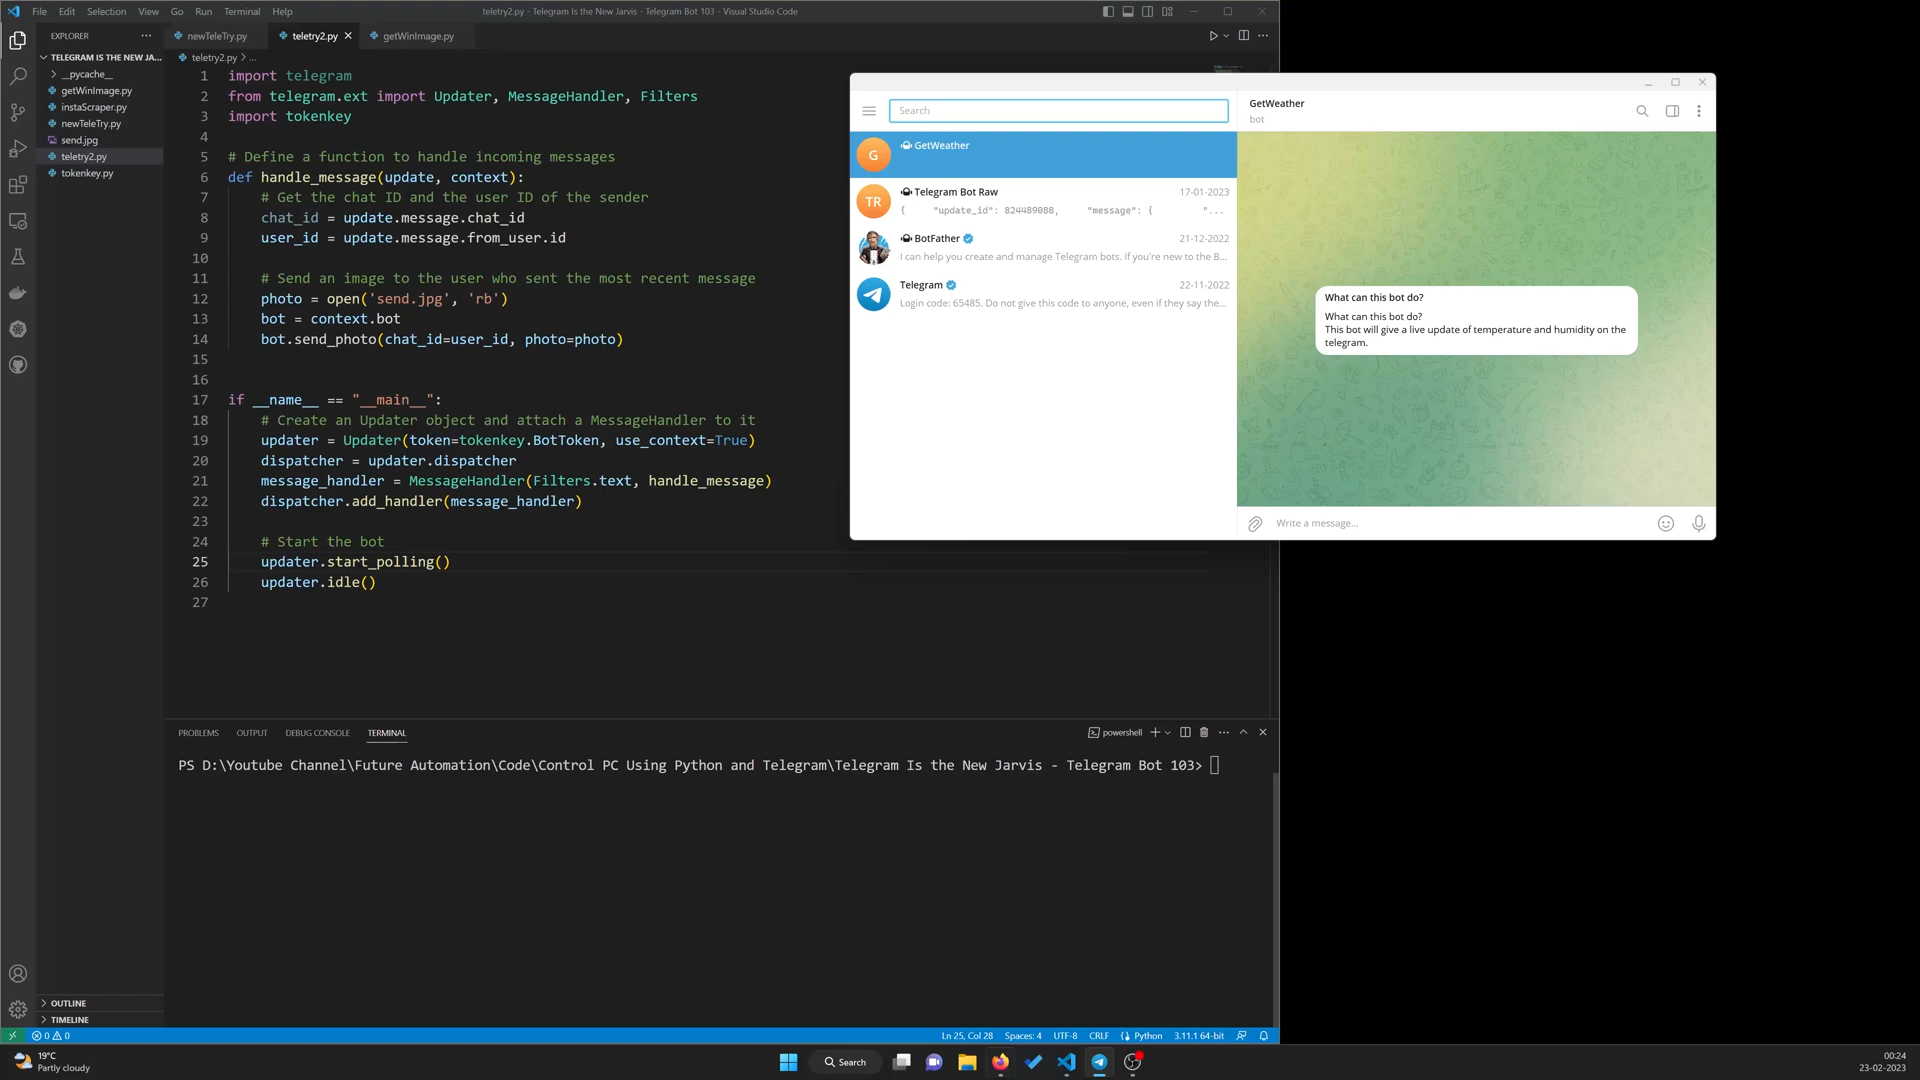 File Edit Selection View Go Run Terminal Help
teletry2.py - Telegram Is the New Jarvis - Telegram Bot 103 - Visual Studio Code
EXPLORER
newTeleTry.py
teletry2.py
getWinImage.py
TELEGRAM IS THE NEW JA...
__pycache__
getWinImage.py
instaScraper.py
newTeleTry.py
send.jpg
teletry2.py
tokenkey.py
teletry2.py > ...
1 import telegram
2 from telegram.ext import Updater, MessageHandler, Filters
3 import tokenkey
4
5 # Define a function to handle incoming messages
6 def handle_message(update, context):
7 # Get the chat ID and the user ID of the sender
8 chat_id = update.message.chat_id
9 user_id = update.message.from_user.id
10
11 # Send an image to the user who sent the most recent message
12 photo = open('send.jpg', 'rb')
13 bot = context.bot
14 bot.send_photo(chat_id=user_id, photo=photo)
15
16
17 if __name__ == "__main__":
18 # Create an Updater object and attach a MessageHandler to it
19 updater = Updater(token=tokenkey.BotToken, use_context=True)
20 dispatcher = updater.dispatcher
21 message_handler = MessageHandler(Filters.text, handle_message)
22 dispatcher.add_handler(message_handler)
23
24 # Start the bot
25 updater.start_polling()
26 updater.idle()
27
Search
G
GetWeather
TR
Telegram Bot Raw 17-01-2023
{ "update_id": 824489088, "message": { "...
BotFather 21-12-2022
I can help you create and manage Telegram bots. If you're new to the B...
Telegram 22-11-2022
Login code: 65485. Do not give this code to anyone, even if they say the...
GetWeather
bot
What can this bot do?
What can this bot do?
This bot will give a live update of temperature and humidity on the
telegram.
Write a message...
PROBLEMS OUTPUT DEBUG CONSOLE TERMINAL
powershell
PS D:\Youtube Channel\Future Automation\Code\Control PC Using Python and Telegram\Telegram Is the New Jarvis - Telegram Bot 103>
OUTLINE
TIMELINE
0 0
Ln 25, Col 28 Spaces: 4 UTF-8 CRLF Python 3.11.1 64-bit
19°C
Partly cloudy
Search
00:24
23-02-2023